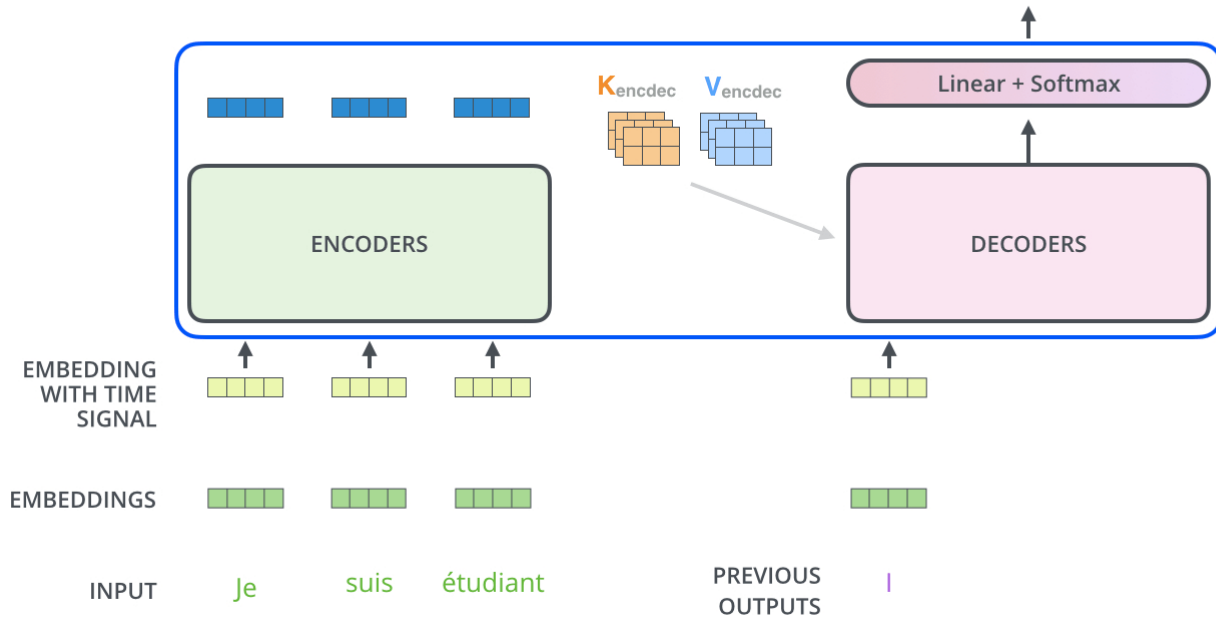 Linear + Softmax
Kencdec
Vencdec
ENCODERS
DECODERS
EMBEDDING
WITH TIME
SIGNAL
EMBEDDINGS
INPUT
Je
suis
étudiant
PREVIOUS
OUTPUTS
I